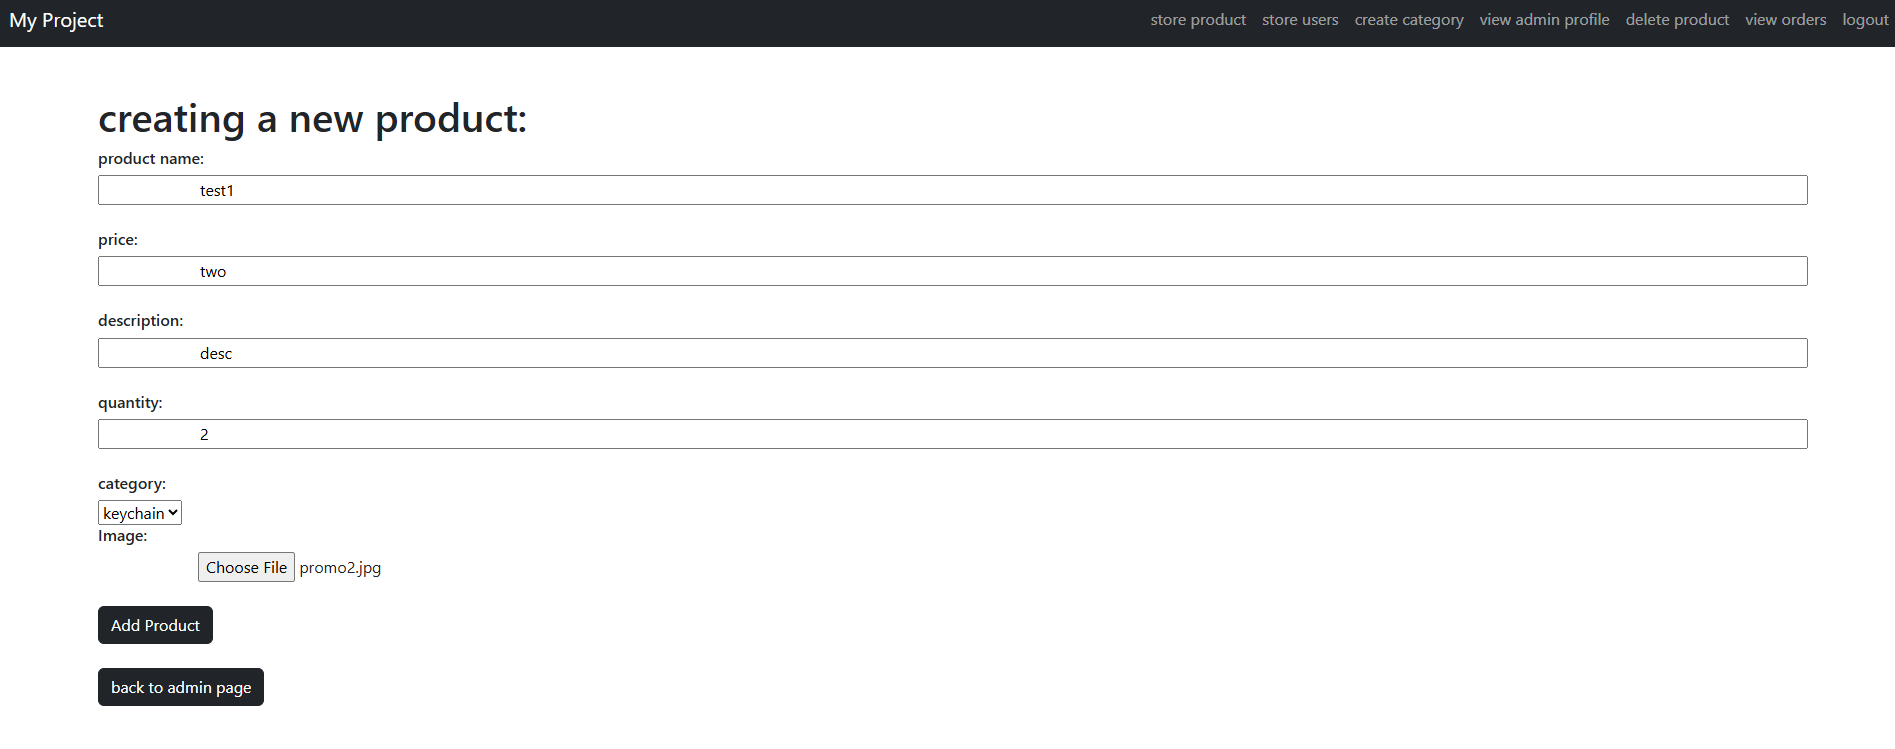 My Project store product store users create category view admin profile delete product view orders logout
creating a new product:
product name:
test1
price:
two
description:
desc
quantity:
2
category:
keychain
Image:
Choose File promo2.jpg
Add Product
back to admin page